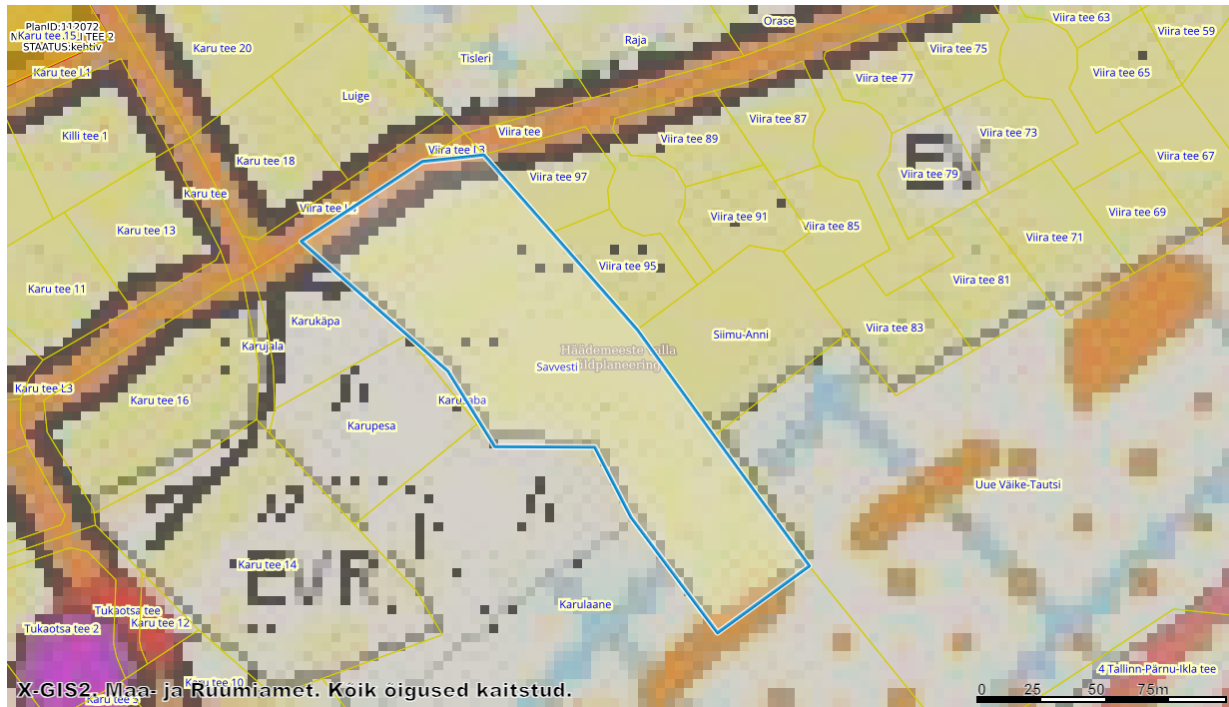 PlanID:112072
Karu tee 15
TEE 2
STAATUS:kehtiv
Karu tee L1
Karu tee 20
Tisleri
Raja
Orase
Viira tee 63
Viira tee 59
Viira tee 75
Viira tee 77
Viira tee 65
Luige
Killi tee 1
Viira tee
Viira tee L3
Viira tee 87
Viira tee 89
Viira tee 73
Karu tee 18
Viira tee 97
Viira tee 79
Viira tee 67
Karu tee
Viira tee L4
Viira tee 91
Viira tee 85
Viira tee 69
Karu tee 13
Viira tee 71
Viira tee 95
Viira tee 81
Karu tee 11
Karukäpa
Viira tee 83
Siimu-Anni
Karujala
Häädemeeste valla
üldplaneering
Savvesti
Karu tee L3
Karu tee 16
Karusaba
Karupesa
Uue Väike-Tautsi
EVR
Karu tee 14
Karulaane
Tukaotsa tee
Karu tee 12
Tukaotsa tee 2
4 Tallinn-Pärnu-Ikla tee
Karu tee 10
X-GIS2. Maa- ja Ruumiamet. Kõik õigused kaitstud.
0 25 50 75m